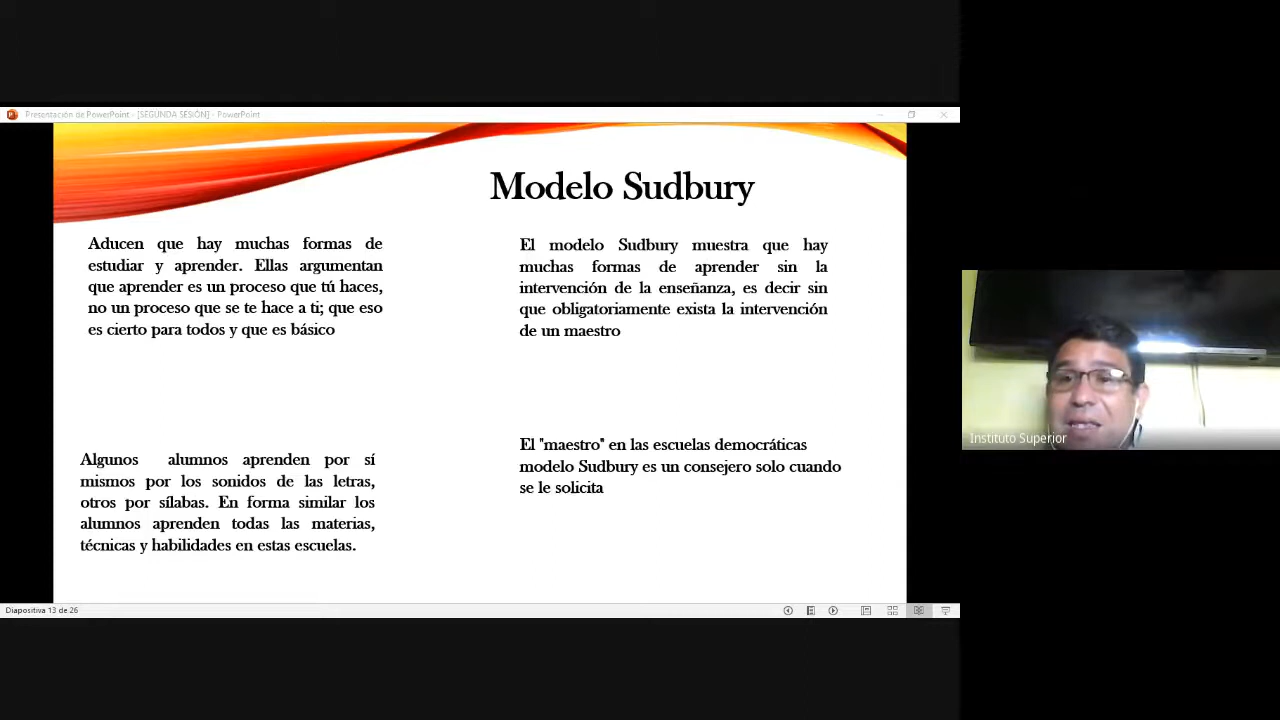 Presentación de PowerPoint - [SEGUNDA SESIÓN] - PowerPoint
Modelo Sudbury
Aducen que hay muchas formas de
estudiar y aprender. Ellas argumentan
que aprender es un proceso que tú haces,
no un proceso que se te hace a ti; que eso
es cierto para todos y que es básico
El modelo Sudbury muestra que hay
muchas formas de aprender sin la
intervención de la enseñanza, es decir sin
que obligatoriamente exista la intervención
de un maestro
Algunos alumnos aprenden por sí
mismos por los sonidos de las letras,
otros por sílabas. En forma similar los
alumnos aprenden todas las materias,
técnicas y habilidades en estas escuelas.
El "maestro" en las escuelas democráticas
modelo Sudbury es un consejero solo cuando
se le solicita
Instituto Superior
Diapositiva 13 de 26